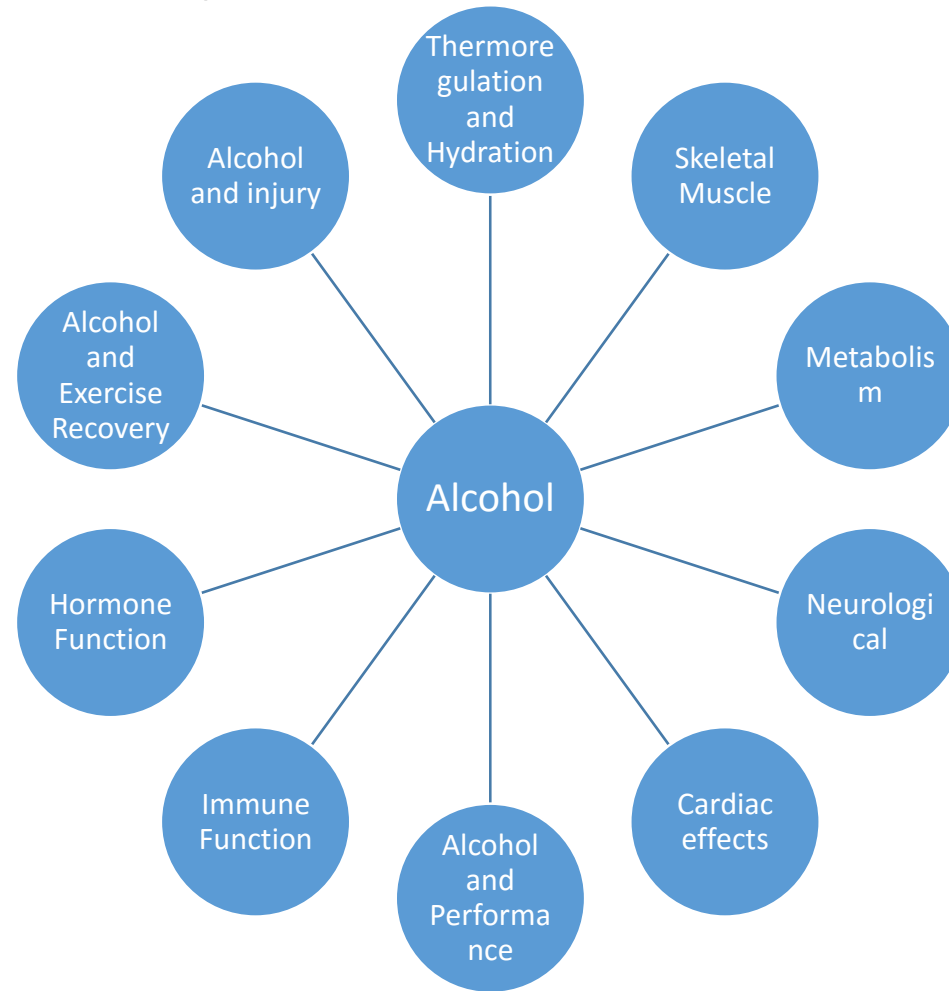 Thermore
gulation
and
Hydration
Skeletal
Muscle
Metabolis
m
Neurologi
cal
Cardiac
effects
Alcohol
and
Performa
nce
Immune
Function
Hormone
Function
Alcohol
and
Exercise
Recovery
Alcohol
and injury
Alcohol